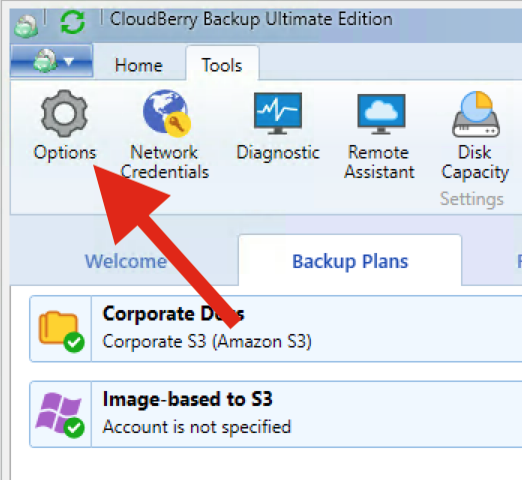 CloudBerry Backup Ultimate Edition
Home
Tools
Options
Network
Credentials
Diagnostic
Remote
Assistant
Disk
Capacity
Settings
Welcome
Backup Plans
Corporate
Corporate S3 (Amazon S3)
Image-based to S3
Account is not specified